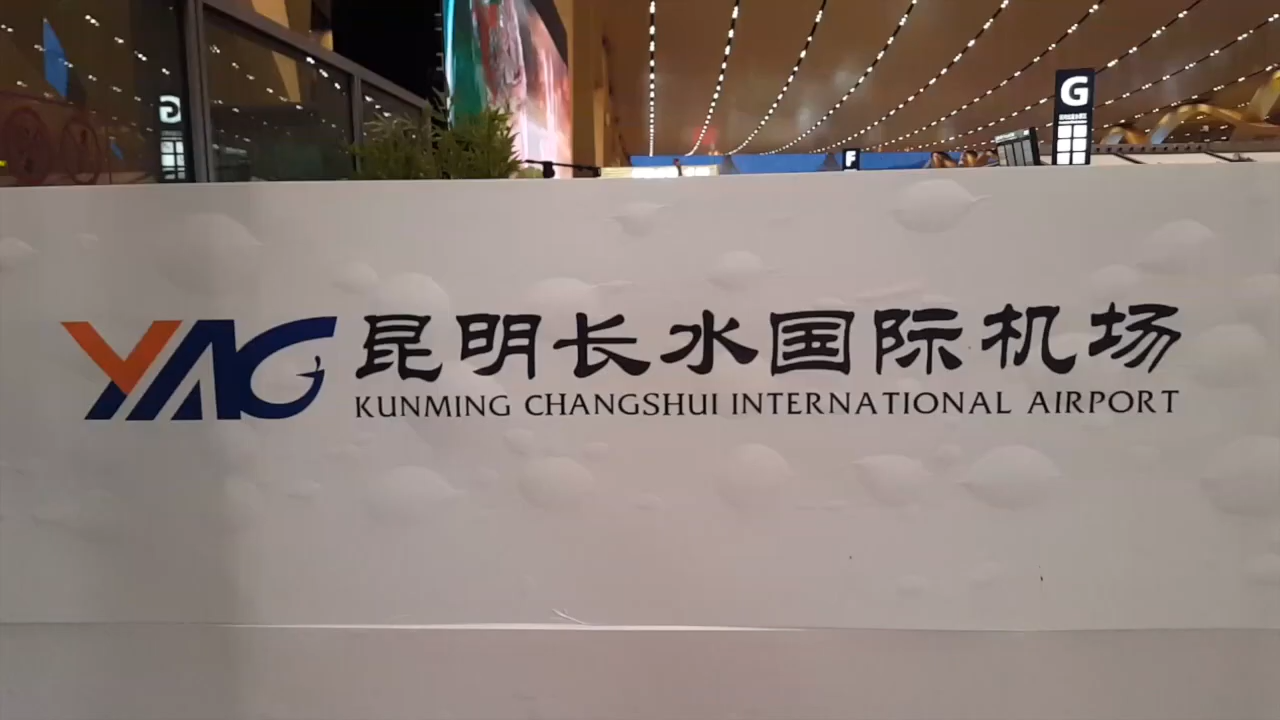 G
F
YAG
昆明长水国际机场
KUNMING CHANGSHUI INTERNATIONAL AIRPORT